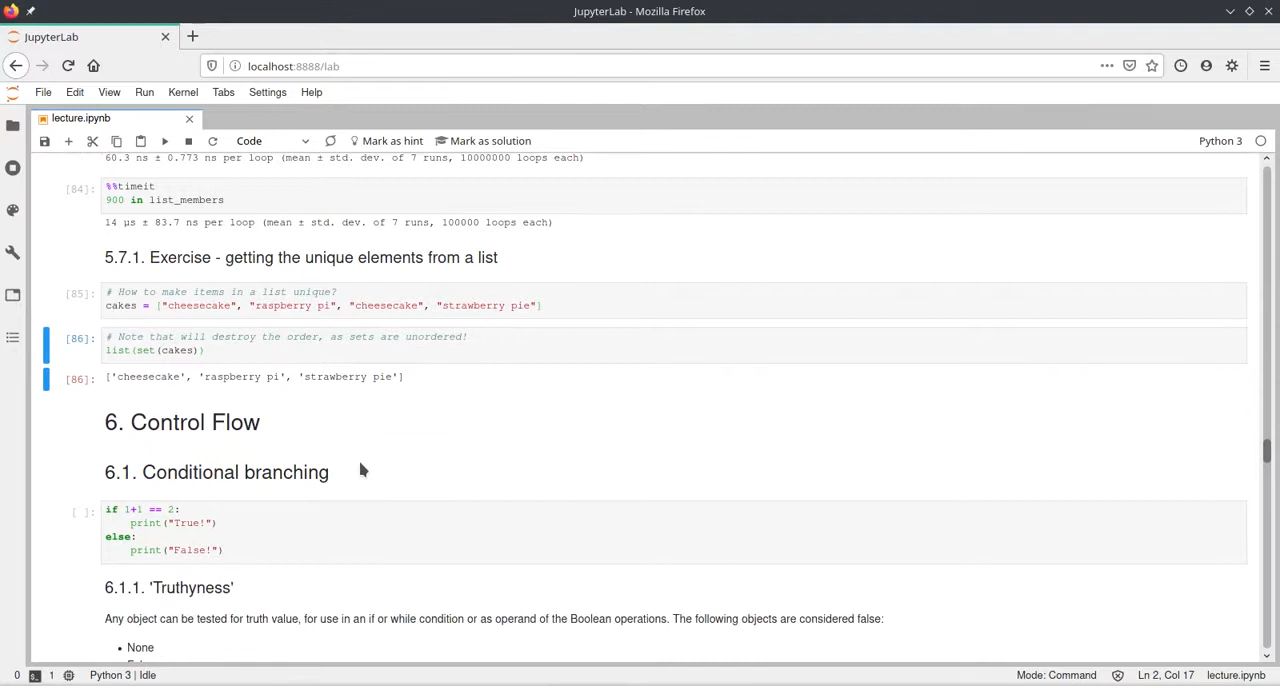 JupyterLab - Mozilla Firefox
JupyterLab
localhost:8888/lab
File Edit View Run Kernel Tabs Settings Help
lecture.ipynb
Code Mark as hint Mark as solution Python 3
60.3 ns ± 0.773 ns per loop (mean ± std. dev. of 7 runs, 10000000 loops each)
[84]: %%timeit
900 in list_members
14 µs ± 83.7 ns per loop (mean ± std. dev. of 7 runs, 100000 loops each)
5.7.1. Exercise - getting the unique elements from a list
[85]: # How to make items in a list unique?
cakes = ["cheesecake", "raspberry pi", "cheesecake", "strawberry pie"]
[86]: # Note that will destroy the order, as sets are unordered!
list(set(cakes))
[86]: ['cheesecake', 'raspberry pi', 'strawberry pie']
6. Control Flow
6.1. Conditional branching
[ ]: if 1+1 == 2:
print("True!")
else:
print("False!")
6.1.1. 'Truthyness'
Any object can be tested for truth value, for use in an if or while condition or as operand of the Boolean operations. The following objects are considered false:
• None
0 1 Python 3 | Idle Mode: Command Ln 2, Col 17 lecture.ipynb